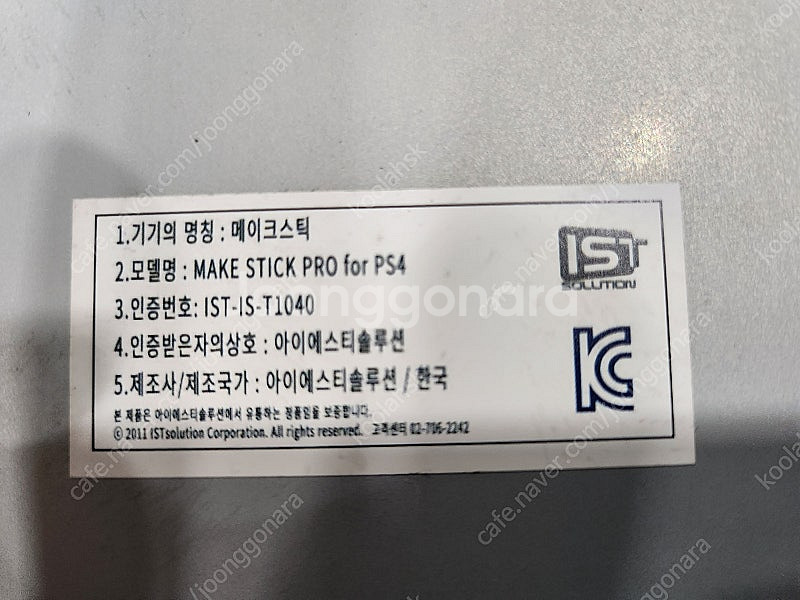 1.기기의 명칭 : 메이크스틱
2.모델명 : MAKE STICK PRO for PS4
3.인증번호: IST-IS-T1040
4.인증받은자의상호 : 아이에스티솔루션
5.제조사/제조국가 : 아이에스티솔루션 / 한국
본 제품은 아이에스티솔루션에서 유통하는 정품임을 보증합니다.
© 2011 ISTsolution Corporation. All rights reserved. 고객센터 02-706-2242
IST
SOLUTION
KC
joonggonara
cafe.naver.com/joonggonara
koolahsk